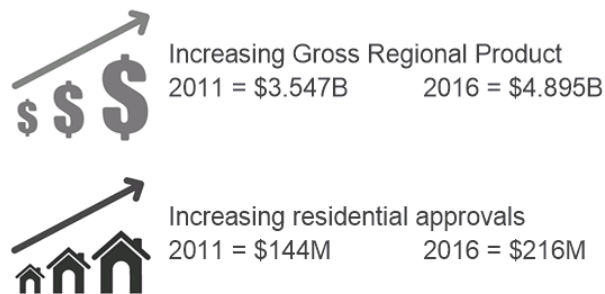 $ $ $
Increasing Gross Regional Product
2011 = $3.547B 2016 = $4.895B
Increasing residential approvals
2011 = $144M 2016 = $216M